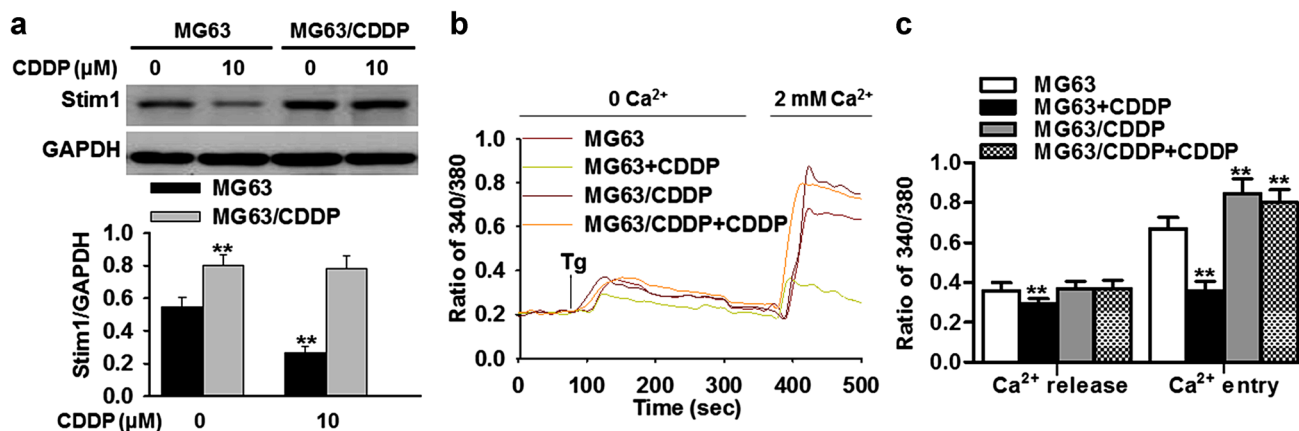 a
MG63 MG63/CDDP
CDDP (µM) 0 10 0 10
Stim1
GAPDH
MG63
MG63/CDDP
Stim1/GAPDH
1.0
0.8
0.6
0.4
0.2
0.0
**
**
CDDP (µM) 0 10
b
0 Ca²⁺ 2 mM Ca²⁺
MG63
MG63+CDDP
MG63/CDDP
MG63/CDDP+CDDP
Tg
Ratio of 340/380
1.0
0.8
0.6
0.4
0.2
0.0
0 100 200 300 400 500
Time (sec)
c
MG63
MG63+CDDP
MG63/CDDP
MG63/CDDP+CDDP
Ratio of 340/380
1.0
0.8
0.6
0.4
0.2
0.0
**
**
**
**
Ca²⁺ release Ca²⁺ entry